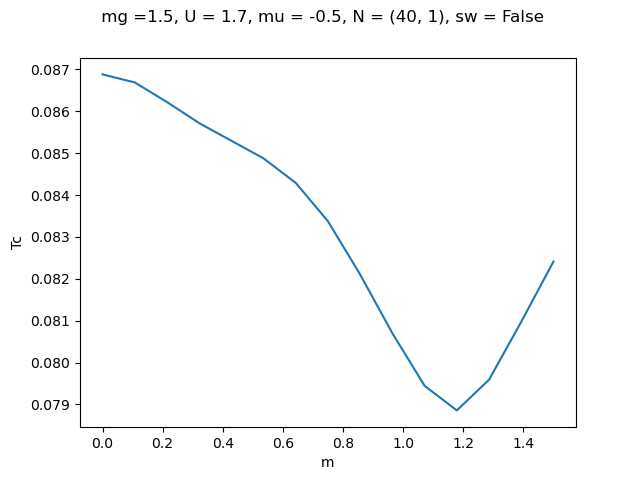 mg =1.5, U = 1.7, mu = -0.5, N = (40, 1), sw = False
0.087
0.086
0.085
0.084
0.083
0.082
0.081
0.080
0.079
Tc
0.0 0.2 0.4 0.6 0.8 1.0 1.2 1.4
m